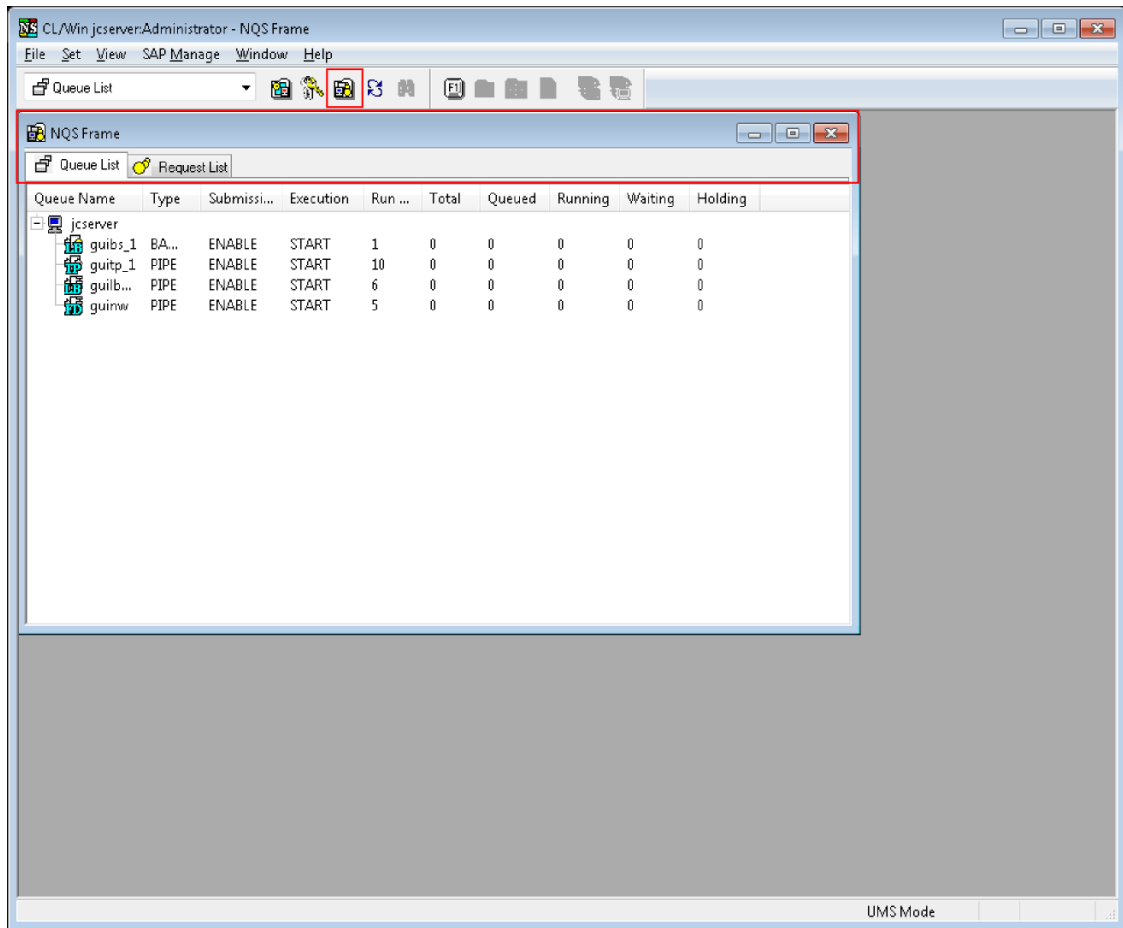 CL/Win jcserver:Administrator - NQS Frame
File Set View SAP Manage Window Help
Queue List
NQS Frame
Queue List Request List
Queue Name Type Submissi... Execution Run ... Total Queued Running Waiting Holding
jcserver
guibs_1 BA... ENABLE START 1 0 0 0 0 0
guitp_1 PIPE ENABLE START 10 0 0 0 0 0
guilb... PIPE ENABLE START 6 0 0 0 0 0
guinw PIPE ENABLE START 5 0 0 0 0 0
UMS Mode